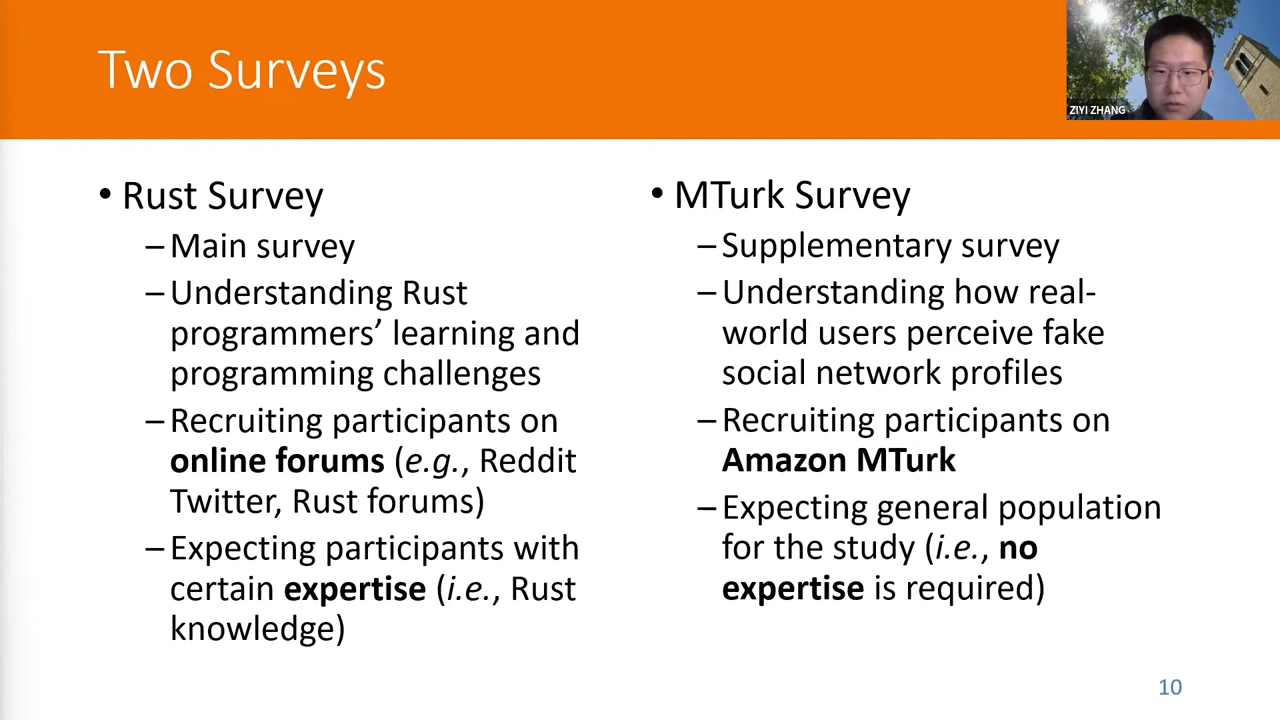 Two Surveys
ZIYI ZHANG
• Rust Survey
– Main survey
– Understanding Rust
programmers’ learning and
programming challenges
– Recruiting participants on
online forums (e.g., Reddit
Twitter, Rust forums)
– Expecting participants with
certain expertise (i.e., Rust
knowledge)
• MTurk Survey
– Supplementary survey
– Understanding how real-
world users perceive fake
social network profiles
– Recruiting participants on
Amazon MTurk
– Expecting general population
for the study (i.e., no
expertise is required)
10